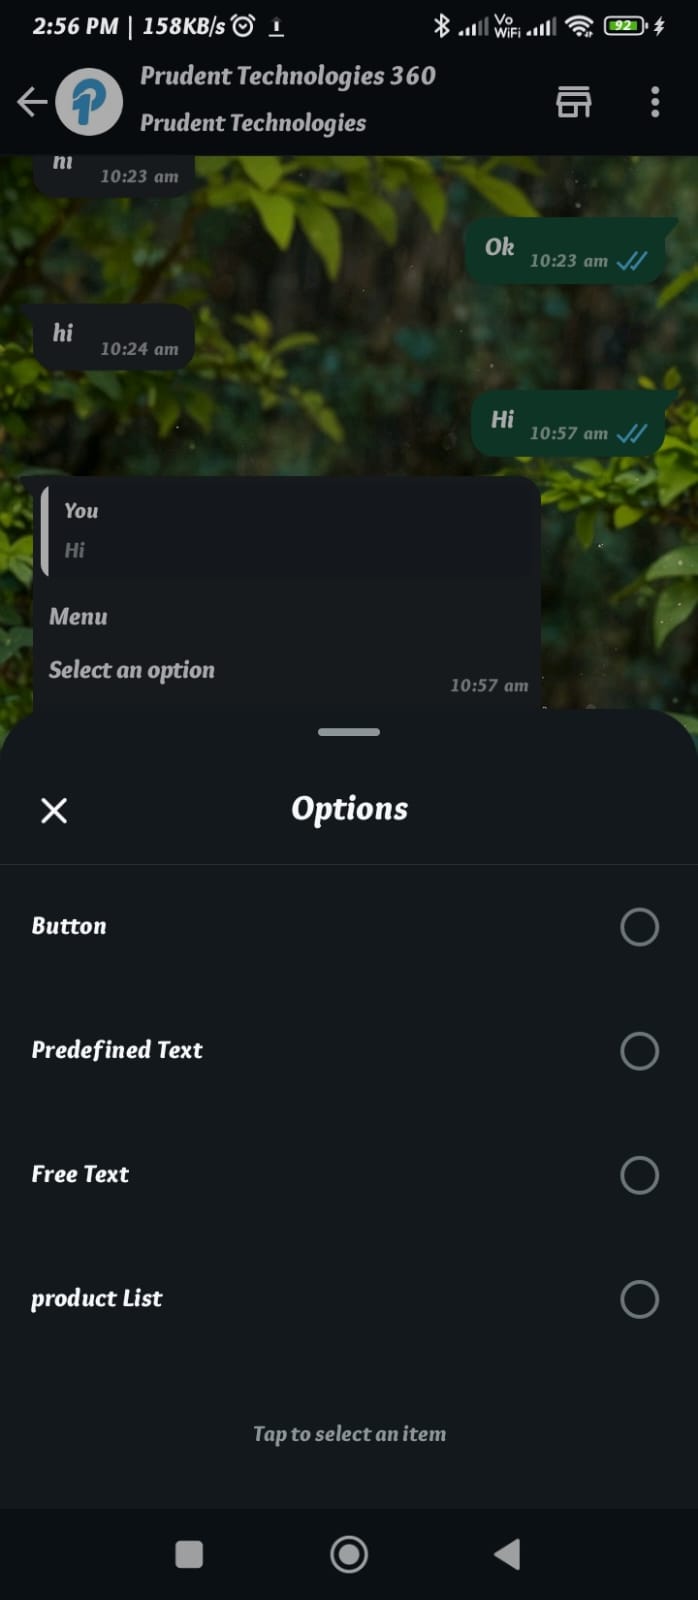 2:56 PM | 158KB/s
Vo
WiFi
92
Prudent Technologies 360
Prudent Technologies
hi
10:23 am
Ok
10:23 am
hi
10:24 am
Hi
10:57 am
You
Hi
Menu
Select an option
10:57 am
Options
Button
Predefined Text
Free Text
product List
Tap to select an item